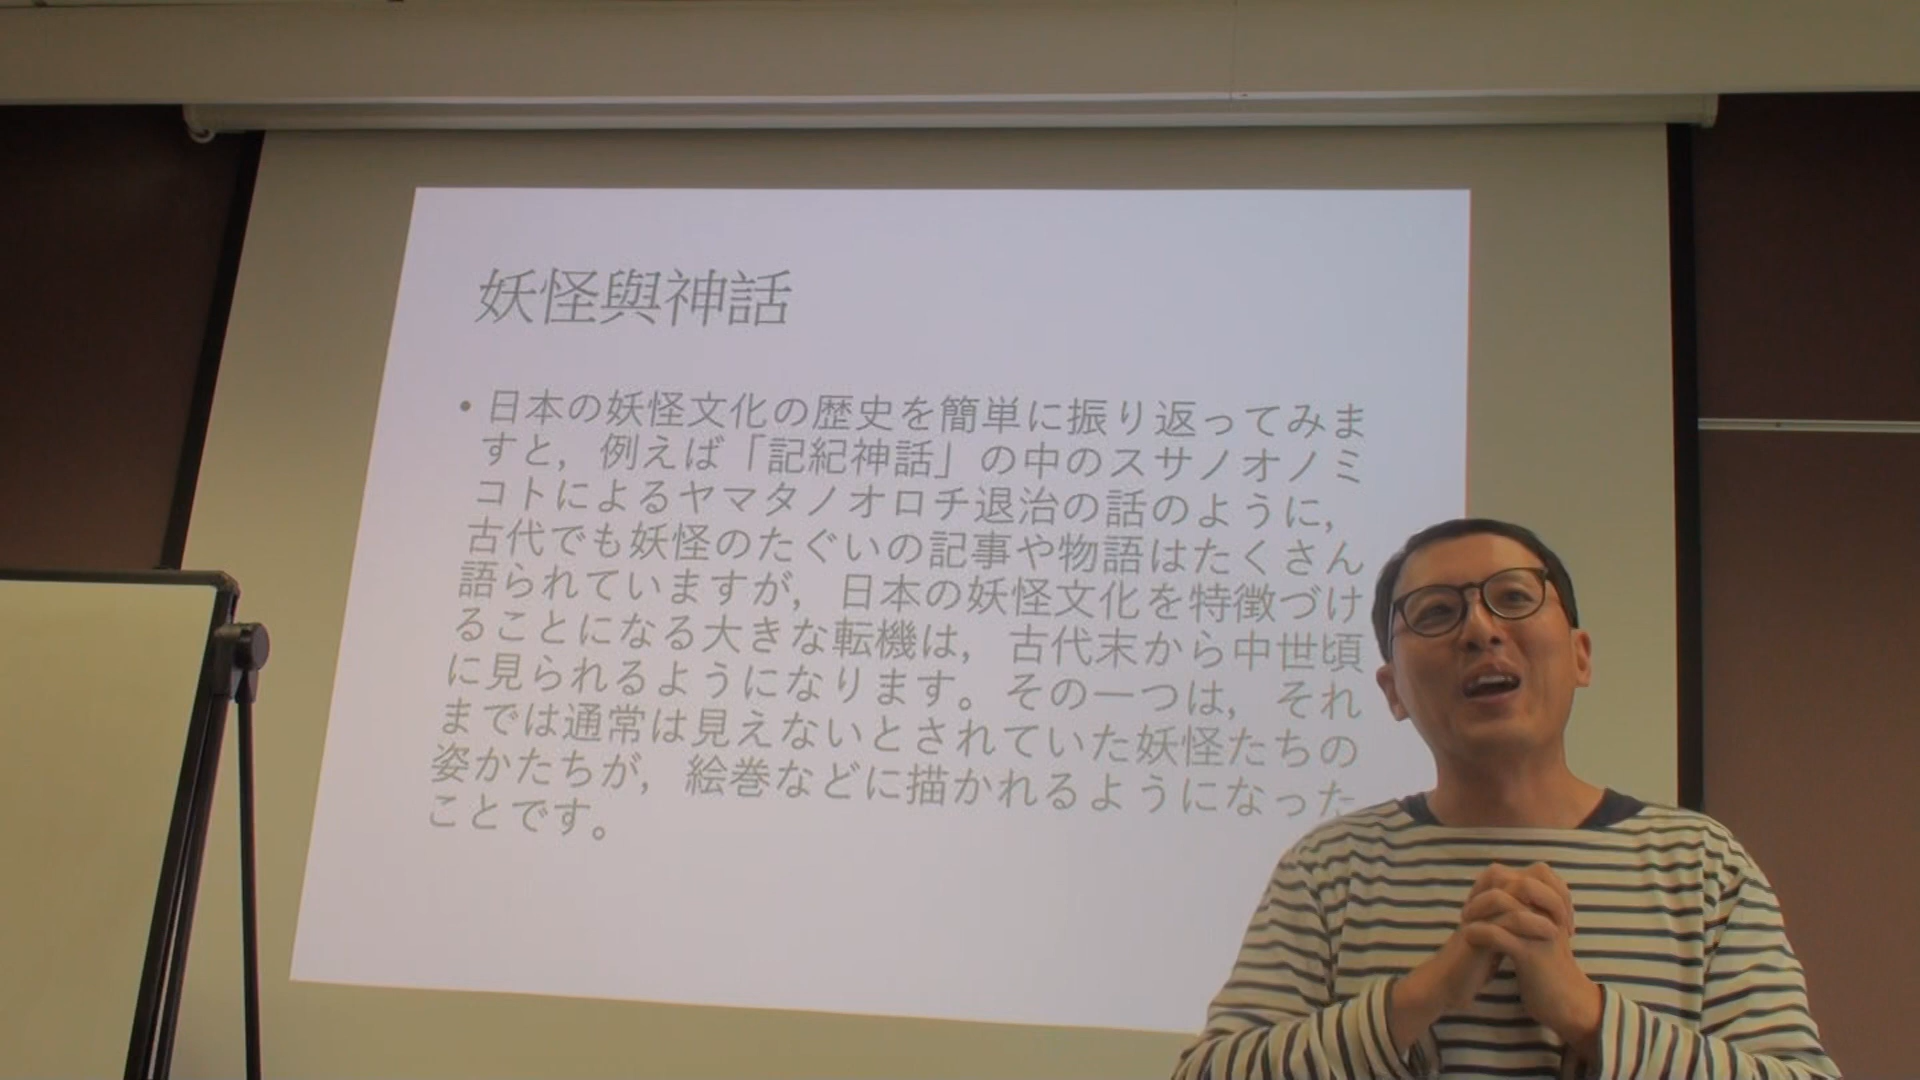 妖怪與神話
• 日本の妖怪文化の歴史を簡単に振り返ってみま
すと，例えば「記紀神話」の中のスサノオノミ
コトによるヤマタノオロチ退治の話のように，
古代でも妖怪のたぐいの記事や物語はたくさん
語られていますが，日本の妖怪文化を特徴づけ
ることになる大きな転機は，古代末から中世頃
に見られるようになります。その一つは，それ
までは通常は見えないとされていた妖怪たちの
姿かたちが，絵巻などに描かれるようになった
ことです。